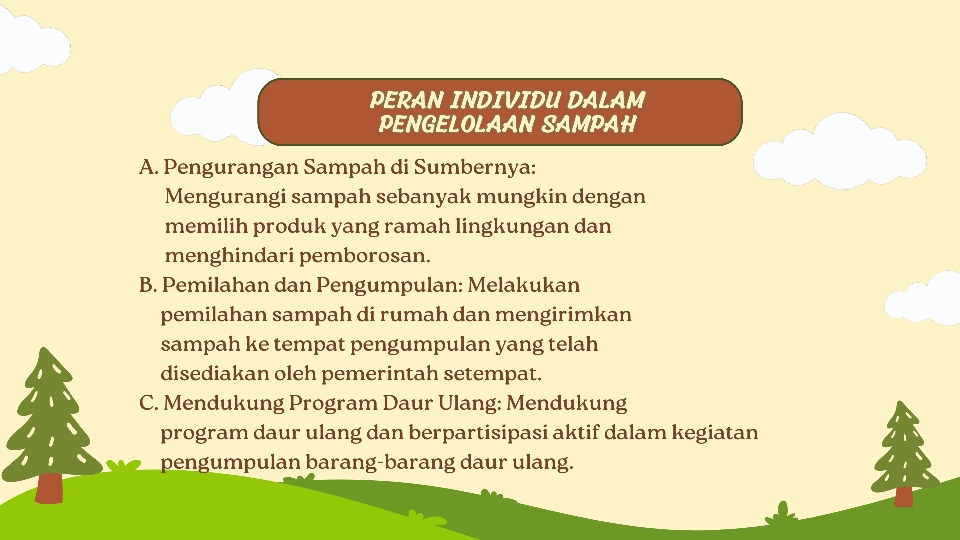 PERAN INDIVIDU DALAM
PENGELOLAAN SAMPAH
A. Pengurangan Sampah di Sumbernya:
Mengurangi sampah sebanyak mungkin dengan
memilih produk yang ramah lingkungan dan
menghindari pemborosan.
B. Pemilahan dan Pengumpulan: Melakukan
pemilahan sampah di rumah dan mengirimkan
sampah ke tempat pengumpulan yang telah
disediakan oleh pemerintah setempat.
C. Mendukung Program Daur Ulang: Mendukung
program daur ulang dan berpartisipasi aktif dalam kegiatan
pengumpulan barang-barang daur ulang.